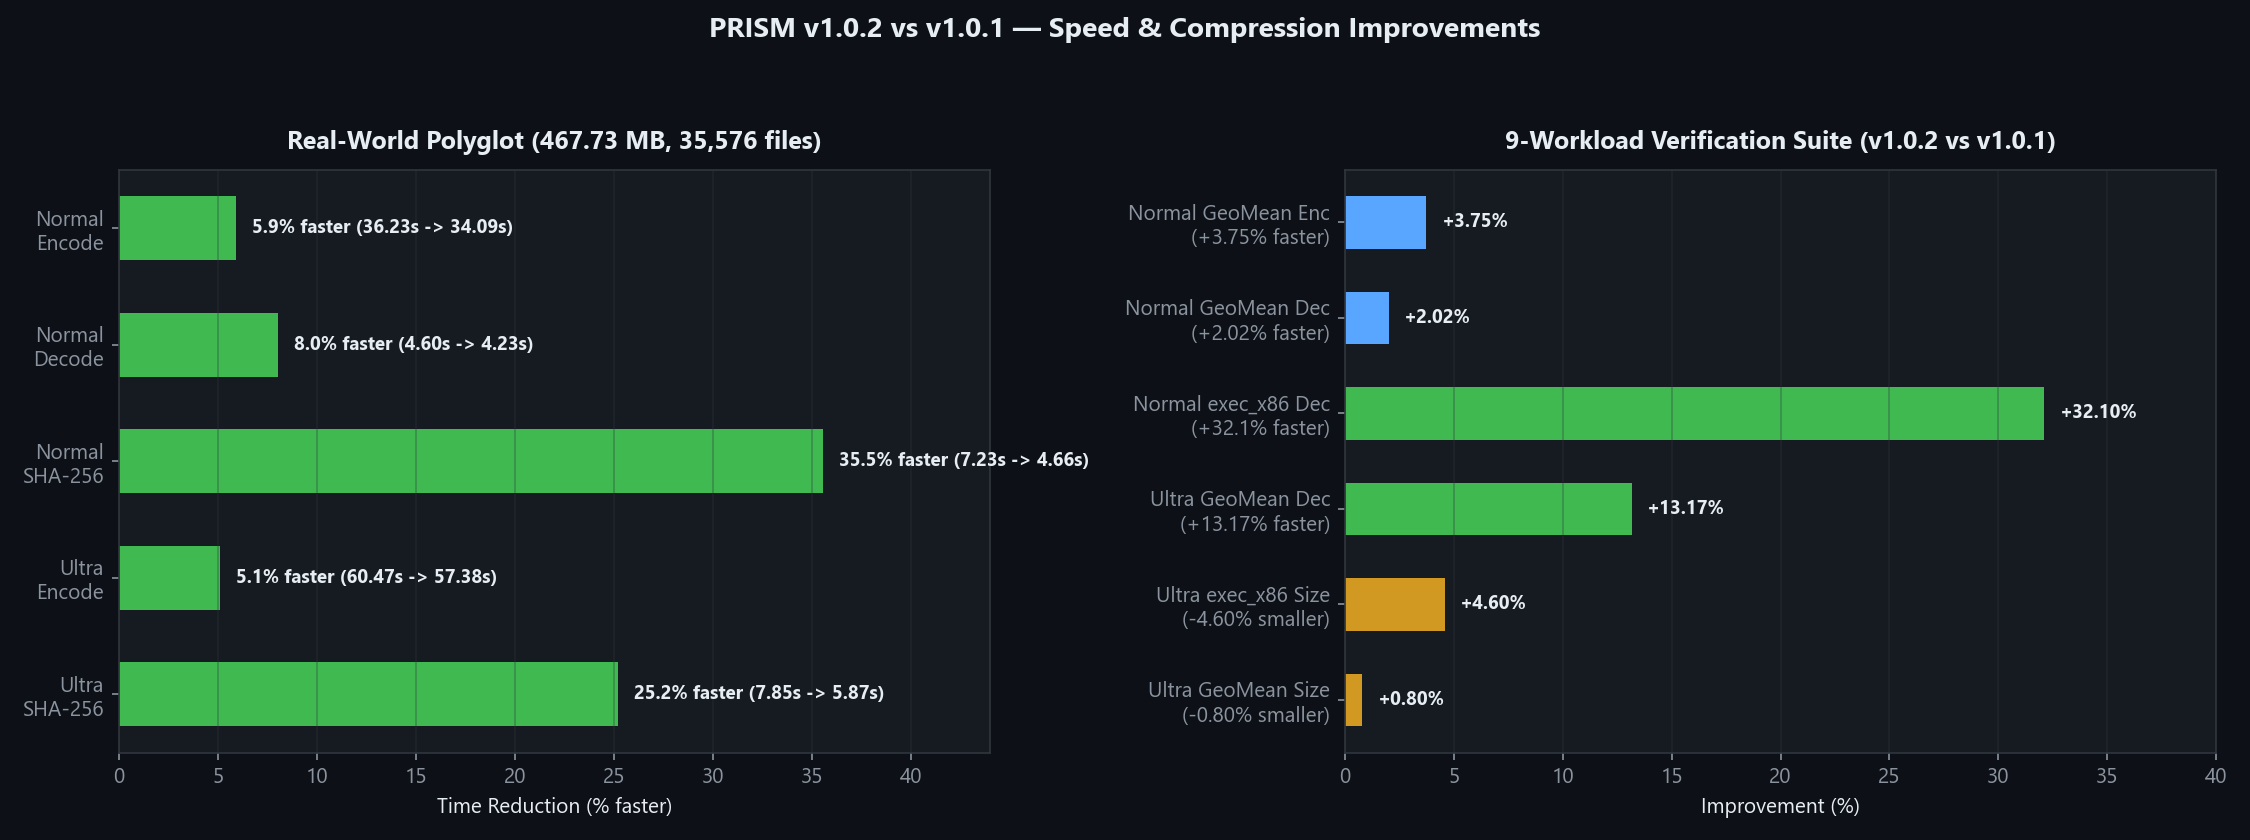 PRISM v1.0.2 vs v1.0.1 — Speed & Compression Improvements
Real-World Polyglot (467.73 MB, 35,576 files)
Normal
Encode
5.9% faster (36.23s -> 34.09s)
Normal
Decode
8.0% faster (4.60s -> 4.23s)
Normal
SHA-256
35.5% faster (7.23s -> 4.66s)
Ultra
Encode
5.1% faster (60.47s -> 57.38s)
Ultra
SHA-256
25.2% faster (7.85s -> 5.87s)
0 5 10 15 20 25 30 35 40
Time Reduction (% faster)
9-Workload Verification Suite (v1.0.2 vs v1.0.1)
Normal GeoMean Enc
(+3.75% faster)
+3.75%
Normal GeoMean Dec
(+2.02% faster)
+2.02%
Normal exec_x86 Dec
(+32.1% faster)
+32.10%
Ultra GeoMean Dec
(+13.17% faster)
+13.17%
Ultra exec_x86 Size
(-4.60% smaller)
+4.60%
Ultra GeoMean Size
(-0.80% smaller)
+0.80%
0 5 10 15 20 25 30 35 40
Improvement (%)